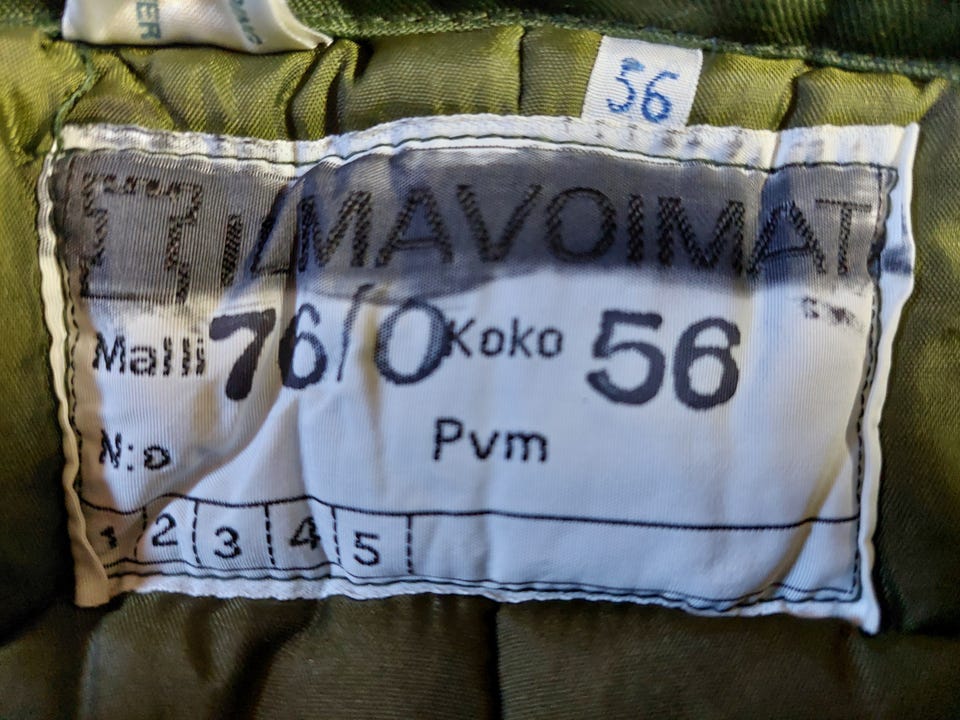 56
ILMAVOIMAT
Malli 76/0 Koko 56
N:o Pvm
1 2 3 4 5